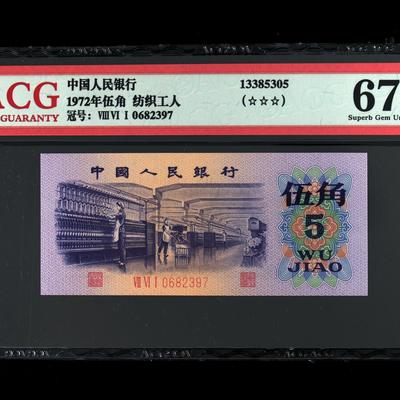 ACG
GUARANTY
中国人民银行
1972年伍角 纺织工人
冠号: Ⅷ Ⅵ Ⅰ 0682397
13385305
(☆☆☆)
67
Superb Gem Un
中国人民银行
伍角
5
WU
JIAO
Ⅷ Ⅵ Ⅰ 0682397